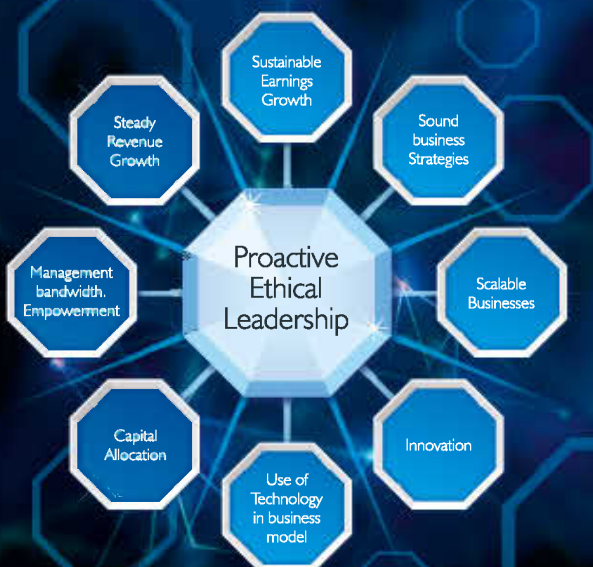 Sustainable
Earnings
Growth
Steady
Revenue
Growth
Sound
business
Strategies
Proactive
Ethical
Leadership
Management
bandwidth.
Empowerment
Scalable
Businesses
Capital
Allocation
Innovation
Use of
Technology
in business
model